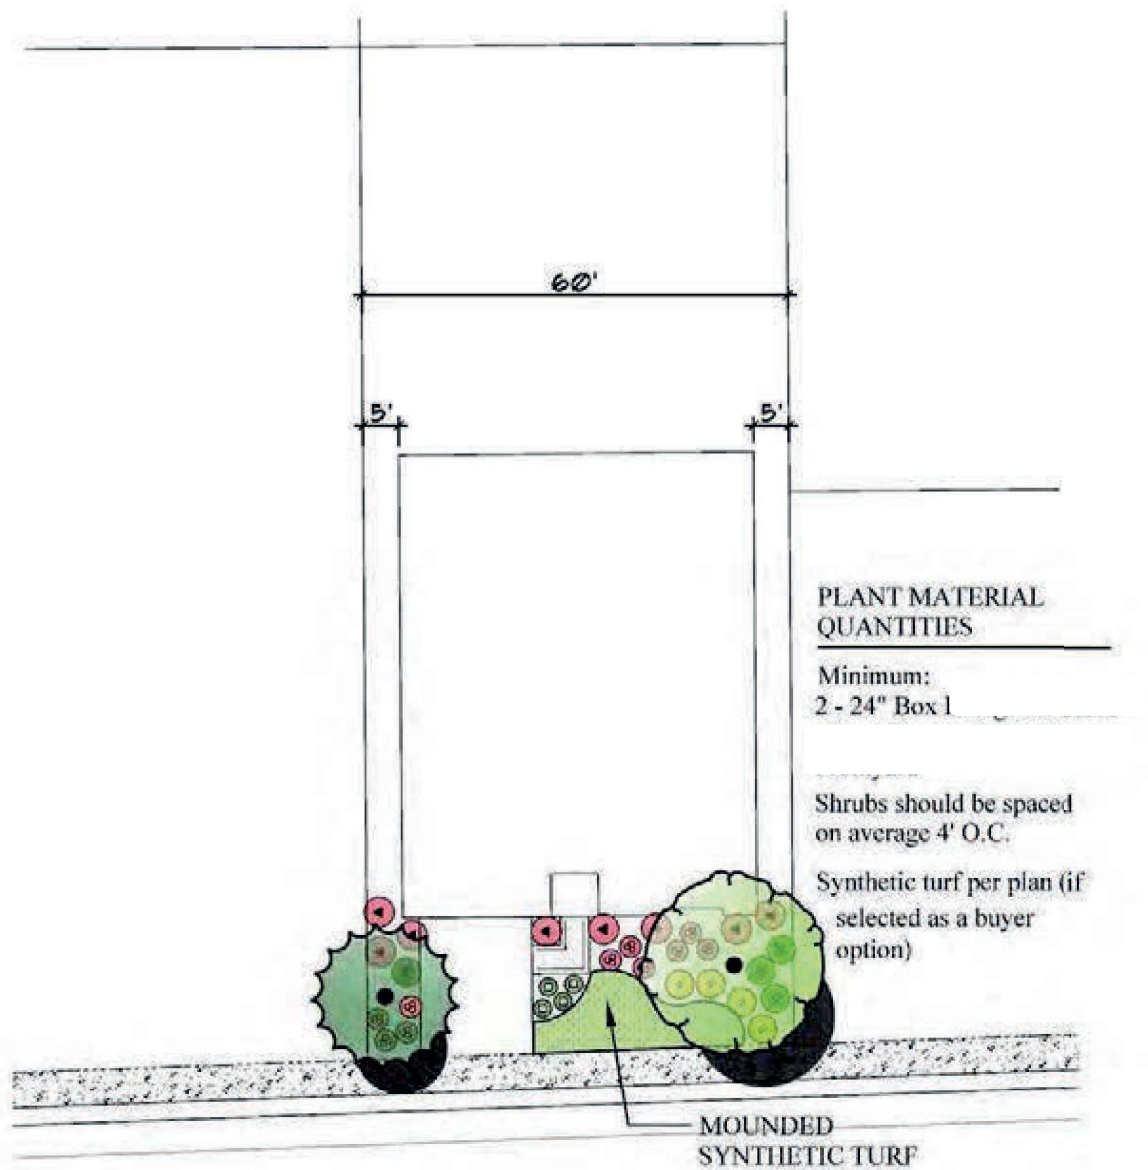 60'
5'
5'
PLANT MATERIAL
QUANTITIES
Minimum:
2 - 24" Box
Shrubs should be spaced
on average 4' O.C.
Synthetic turf per plan (if
selected as a buyer
option)
MOUNDED
SYNTHETIC TURF